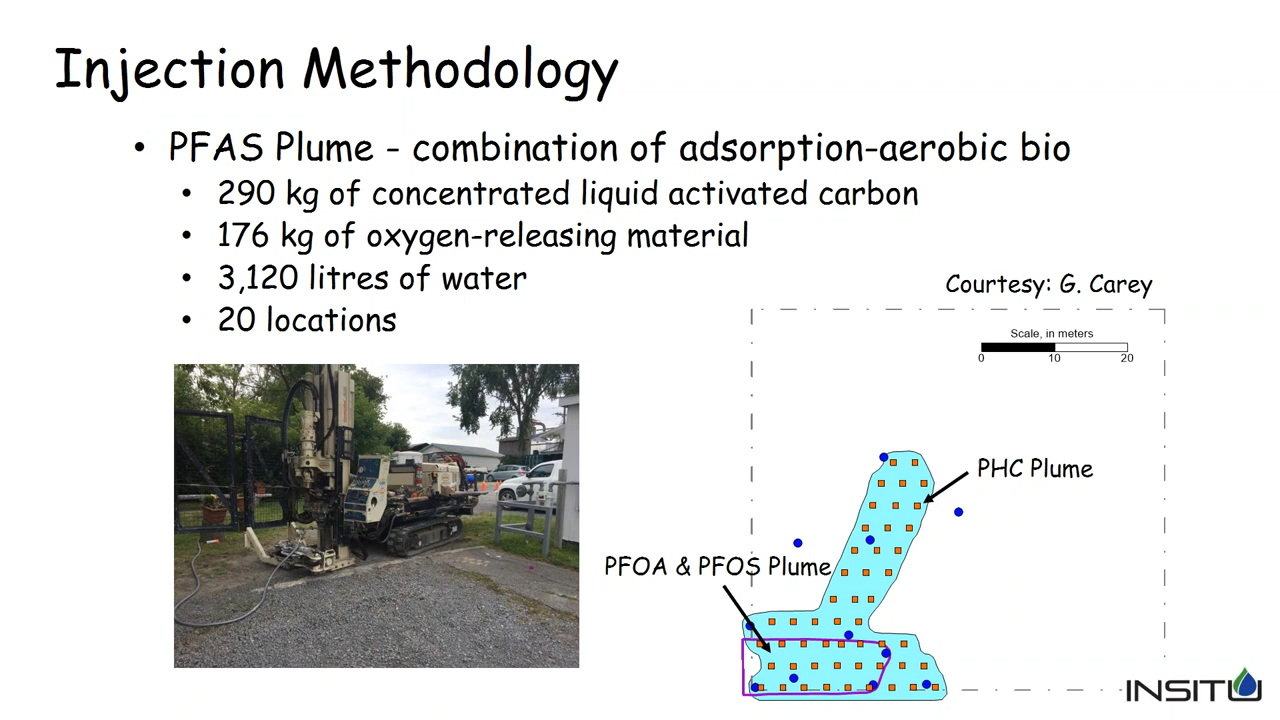 Injection Methodology
• PFAS Plume - combination of adsorption-aerobic bio
• 290 kg of concentrated liquid activated carbon
• 176 kg of oxygen-releasing material
• 3,120 litres of water
• 20 locations
Courtesy: G. Carey
Scale, in meters
0 10 20
PHC Plume
PFOA & PFOS Plume
INSITU